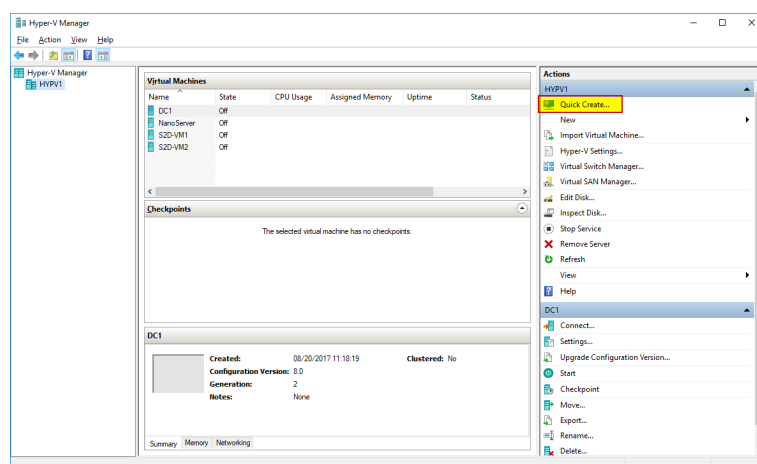 Hyper-V Manager
File Action View Help
Hyper-V Manager
HYPV1
Virtual Machines
Name State CPU Usage Assigned Memory Uptime Status
DC1 Off
NanoServer Off
S2D-VM1 Off
S2D-VM2 Off
Checkpoints
The selected virtual machine has no checkpoints.
DC1
Created: 08/20/2017 11:18:19 Clustered: No
Configuration Version: 8.0
Generation: 2
Notes: None
Summary Memory Networking
Actions
HYPV1
Quick Create...
New
Import Virtual Machine...
Hyper-V Settings...
Virtual Switch Manager...
Virtual SAN Manager...
Edit Disk...
Inspect Disk...
Stop Service
Remove Server
Refresh
View
Help
DC1
Connect...
Settings...
Upgrade Configuration Version...
Start
Checkpoint
Move...
Export...
Rename...
Delete...